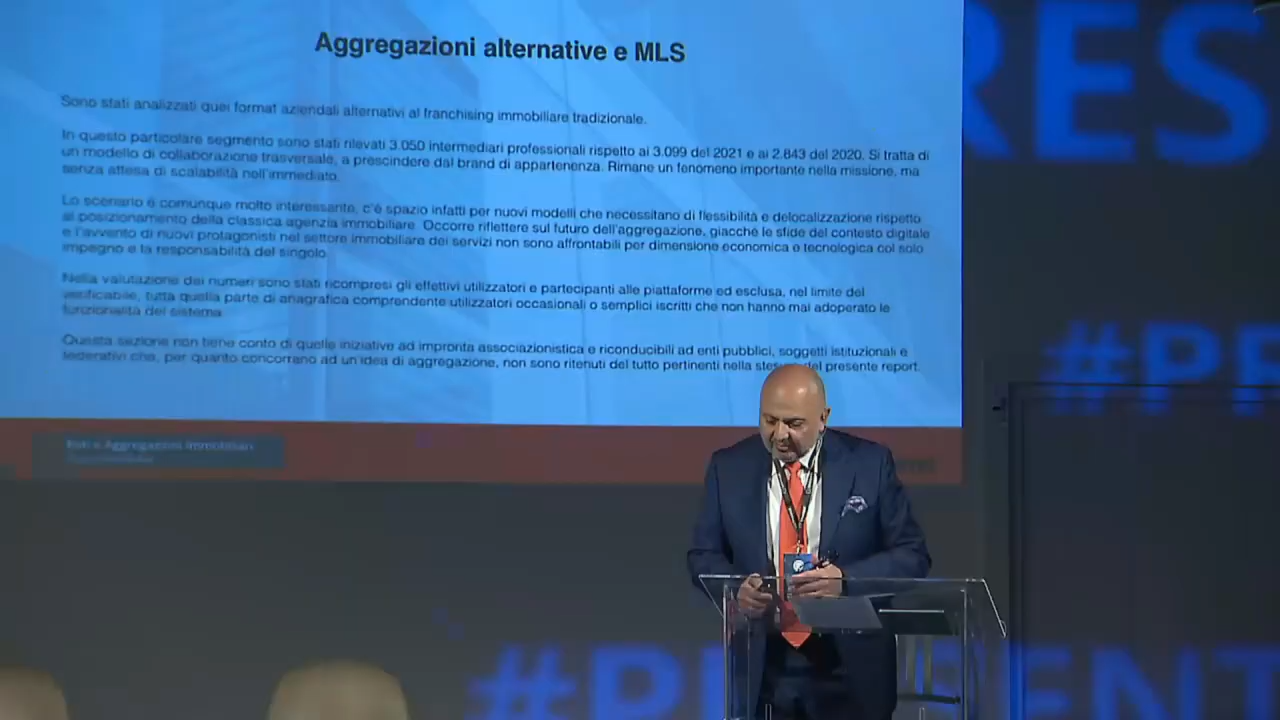 Aggregazioni alternative e MLS
Sono stati analizzati quei format aziendali alternativi al franchising immobiliare tradizionale.
In questo particolare segmento sono stati rilevati 3.050 intermediari professionali rispetto ai 3.099 del 2021 e ai 2.843 del 2020. Si tratta di
un modello di collaborazione trasversale, a prescindere dal brand di appartenenza. Rimane un fenomeno importante nella missione, ma
senza attesa di scalabilità nell'immediato.
Lo scenario è comunque molto interessante, c'è spazio infatti per nuovi modelli che necessitano di flessibilità e delocalizzazione rispetto
al posizionamento della classica agenzia immobiliare. Occorre riflettere sul futuro dell'aggregazione, giacché le sfide del contesto digitale
e l'avvento di nuovi protagonisti nel settore immobiliare dei servizi non sono affrontabili per dimensione economica e tecnologica col solo
impegno e la responsabilità del singolo.
Nella valutazione dei numeri sono stati ricompresi gli effettivi utilizzatori e partecipanti alle piattaforme ed esclusa, nel limite del
verificabile, tutta quella parte di anagrafica comprendente utilizzatori occasionali o semplici iscritti che non hanno mai adoperato le
funzionalità del sistema.
Questa sezione non tiene conto di quelle iniziative ad impronta associazionistica e riconducibili ad enti pubblici, soggetti istituzionali e
federativi che, per quanto concorrano ad un idea di aggregazione, non sono ritenuti del tutto pertinenti nella del presente report.
Reti e Aggregazioni Immobiliari
RES
#PR
#PR ENT